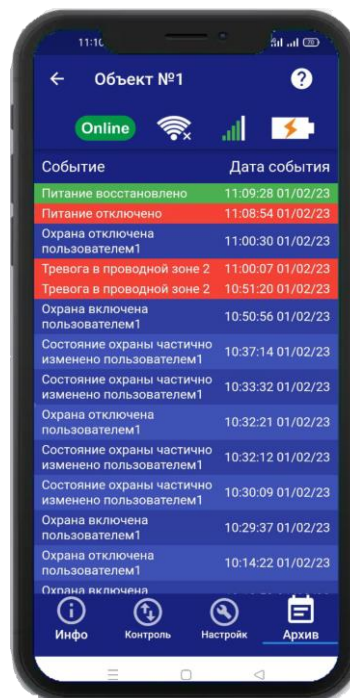 11:10
Объект №1
?
Online
Событие Дата события
Питание восстановлено 11:09:28 01/02/23
Питание отключено 11:08:54 01/02/23
Охрана отключена
пользователем1 11:00:30 01/02/23
Тревога в проводной зоне 2 11:00:07 01/02/23
Тревога в проводной зоне 2 10:51:20 01/02/23
Охрана включена
пользователем1 10:50:56 01/02/23
Состояние охраны частично
изменено пользователем1 10:37:14 01/02/23
Состояние охраны частично
изменено пользователем1 10:33:32 01/02/23
Охрана отключена
пользователем1 10:32:21 01/02/23
Состояние охраны частично
изменено пользователем1 10:32:12 01/02/23
Состояние охраны частично
изменено пользователем1 10:30:09 01/02/23
Охрана включена
пользователем1 10:29:37 01/02/23
Охрана отключена
пользователем1 10:14:22 01/02/23
Охрана включена
Инфо Контроль Настройк Архив